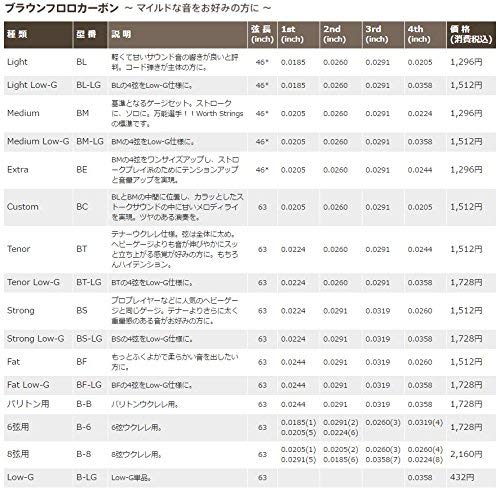 ブラウンフロロカーボン ～ マイルドな音をお好みの方に ～
種 類 型 番 説 明 弦 長 (inch) 1st (inch) 2nd (inch) 3rd (inch) 4th (inch) 価 格 (消費税込)
Light BL 軽くて甘いサウンド音の響きが良いと評 46* 0.0185 0.0260 0.0291 0.0205 1,296円
判。コード弾きが主体の方に。
Light Low-G BL-LG BLの4弦をLow-G仕様に。 46* 0.0185 0.0260 0.0291 0.0358 1,512円
Medium BM 基準となるゲージセット。ストローク 46* 0.0205 0.0260 0.0291 0.0224 1,296円
に、ソロに。万能選手！！Worth Strings
の標準です。
Medium Low-G BM-LG BMの4弦をLow-G仕様に。 46* 0.0205 0.0260 0.0291 0.0358 1,512円
Extra BE BMの4弦をワンサイズアップし、ストロ 46* 0.0205 0.0260 0.0291 0.0244 1,296円
ークプレイ派のためにテンションアップ
と音量アップを実現。
Custom BC BLとBMの中間に位置し、カラッとしたス 63 0.0205 0.0260 0.0291 0.0205 1,512円
トークサウンドの中に甘いメロディライ
を実現。ツヤのある演奏を。
Tenor BT テナーウクレレ仕様。弦は全体に太め。 63 0.0224 0.0260 0.0291 0.0244 1,512円
ヘビーゲージよりも音が伸びやかにスッ
と立ち上がる感覚が好みの方に。もちろ
んハイテンション。
Tenor Low-G BT-LG BTの4弦をLow-G仕様に。 63 0.0224 0.0260 0.0291 0.0358 1,728円
Strong BS プロプレイヤーなどに人気のヘビーゲー 63 0.0224 0.0291 0.0319 0.0260 1,512円
ジと同じゲージ。テナーよりさらに太く
重量感のある音がお好みの方に。
Strong Low-G BS-LG BSの4弦をLow-G仕様に。 63 0.0224 0.0291 0.0319 0.0358 1,728円
Fat BF もっとふくよかで柔らかい音を出したい 63 0.0244 0.0291 0.0319 0.0260 1,512円
方に。
Fat Low-G BF-LG BFの4弦をLow-G仕様に。 63 0.0244 0.0291 0.0319 0.0358 1,728円
バリトン用 B-B バリトンウクレレ用。 63 0.0244 0.0291 0.0319 0.0358 1,728円
6弦用 B-6 6弦ウクレレ用。 63 0.0185(1) 0.0291(2) 0.0260(3) 0.0319(4) 1,728円
0.0205(5) 0.0224(6)
8弦用 B-8 8弦ウクレレ用。 63 0.0205(1) 0.0205(2) 0.0260(3) 0.0260(4) 2,160円
0.0291(5) 0.0185(6) 0.0358(7) 0.0224(8)
Low-G B-LG Low-G単品。 63 0.0358 432円